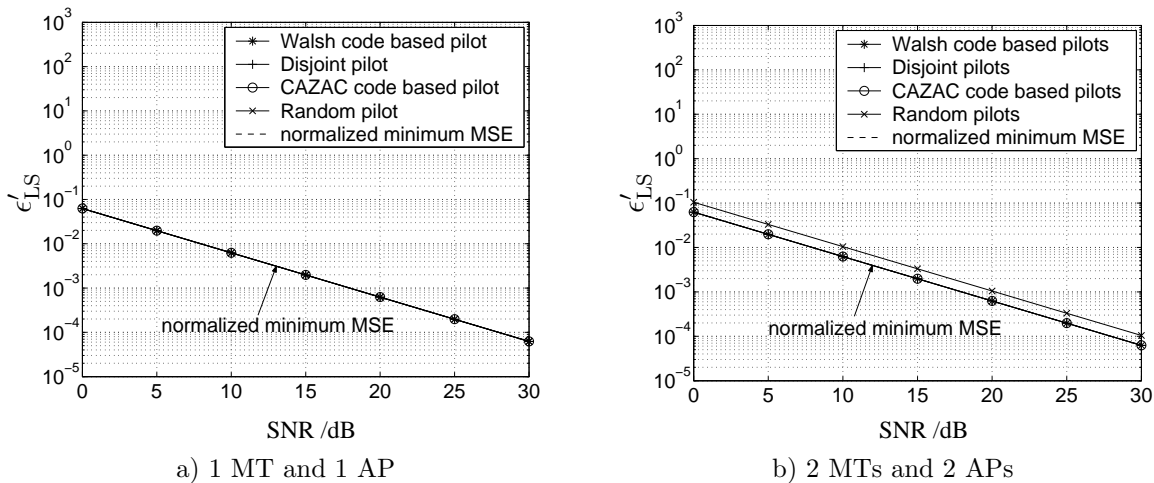 10^3
10^2
10^1
10^0
10^-1
10^-2
10^-3
10^-4
10^-5
ϵ′_LS
Walsh code based pilot
Disjoint pilot
CAZAC code based pilot
Random pilot
normalized minimum MSE
normalized minimum MSE
0 5 10 15 20 25 30
SNR /dB
a) 1 MT and 1 AP
10^3
10^2
10^1
10^0
10^-1
10^-2
10^-3
10^-4
10^-5
ϵ′_LS
Walsh code based pilots
Disjoint pilots
CAZAC code based pilots
Random pilots
normalized minimum MSE
normalized minimum MSE
0 5 10 15 20 25 30
SNR /dB
b) 2 MTs and 2 APs